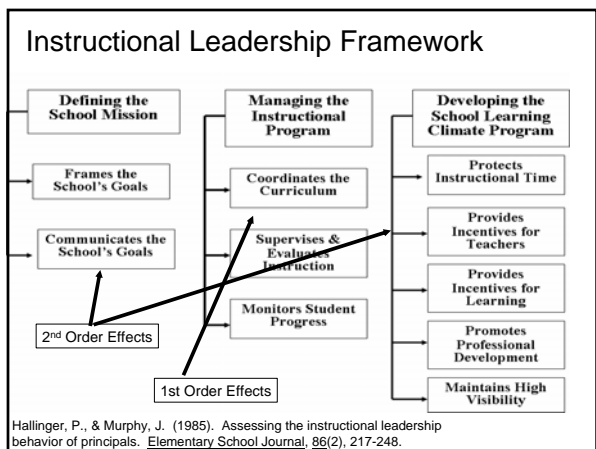 Instructional Leadership Framework
Defining the
School Mission
Frames the
School's Goals
Communicates the
School's Goals
Managing the
Instructional
Program
Coordinates the
Curriculum
Supervises &
Evaluates
Instruction
Monitors Student
Progress
Developing the
School Learning
Climate Program
Protects
Instructional Time
Provides
Incentives for
Teachers
Provides
Incentives for
Learning
Promotes
Professional
Development
Maintains High
Visibility
2nd Order Effects
1st Order Effects
Hallinger, P., & Murphy, J. (1985). Assessing the instructional leadership
behavior of principals. Elementary School Journal, 86(2), 217-248.